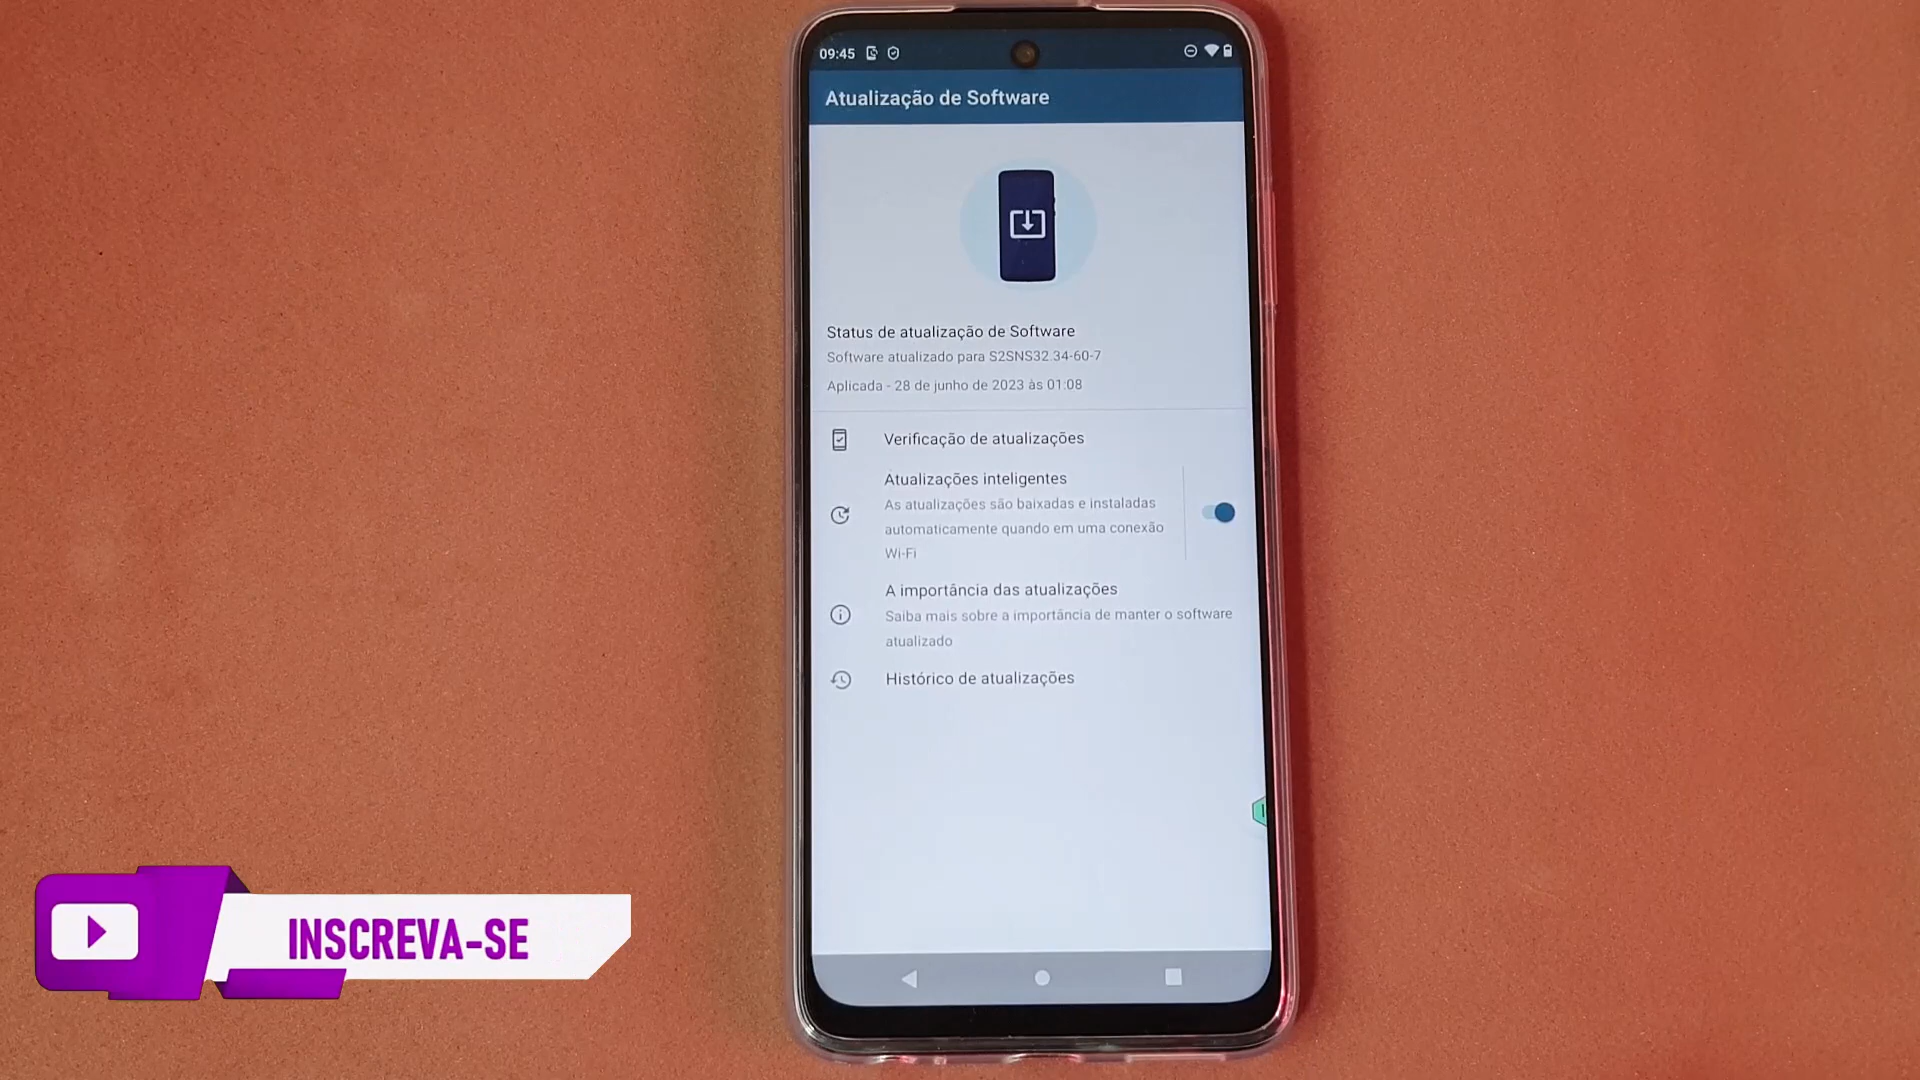 09:45
Atualização de Software
Status de atualização de Software
Software atualizado para S2SNS32.34-60-7
Aplicada - 28 de junho de 2023 às 01:08
Verificação de atualizações
Atualizações inteligentes
As atualizações são baixadas e instaladas
automaticamente quando em uma conexão
Wi-Fi
A importância das atualizações
Saiba mais sobre a importância de manter o software
atualizado
Histórico de atualizações
INSCREVA-SE